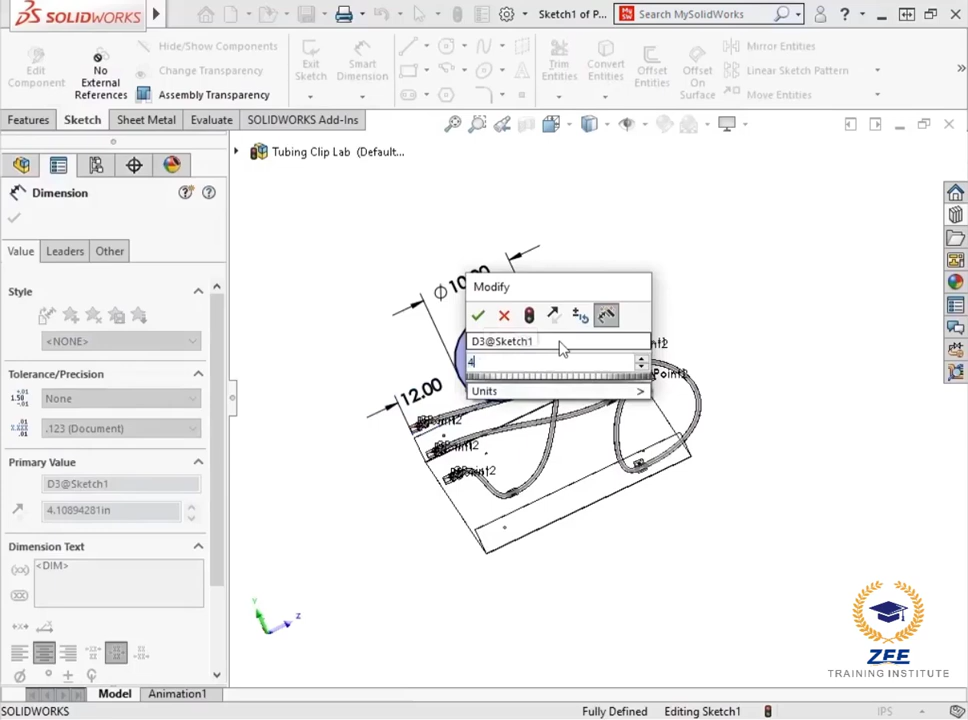 SOLIDWORKS
Sketch1 of P...
Search MySolidWorks
Edit Component
No External References
Hide/Show Components
Change Transparency
Assembly Transparency
Exit Sketch
Smart Dimension
Trim Entities
Convert Entities
Offset Entities
Offset On Surface
Mirror Entities
Linear Sketch Pattern
Move Entities
Features
Sketch
Sheet Metal
Evaluate
SOLIDWORKS Add-Ins
Tubing Clip Lab (Default...
Dimension
Value
Leaders
Other
Style
<NONE>
Tolerance/Precision
None
.123 (Document)
Primary Value
D3@Sketch1
4.10894281in
Dimension Text
<DIM>
Modify
D3@Sketch1
4
Units
12.00
ZEE
TRAINING INSTITUTE
Model
Animation1
SOLIDWORKS
Fully Defined
Editing Sketch1
IPS